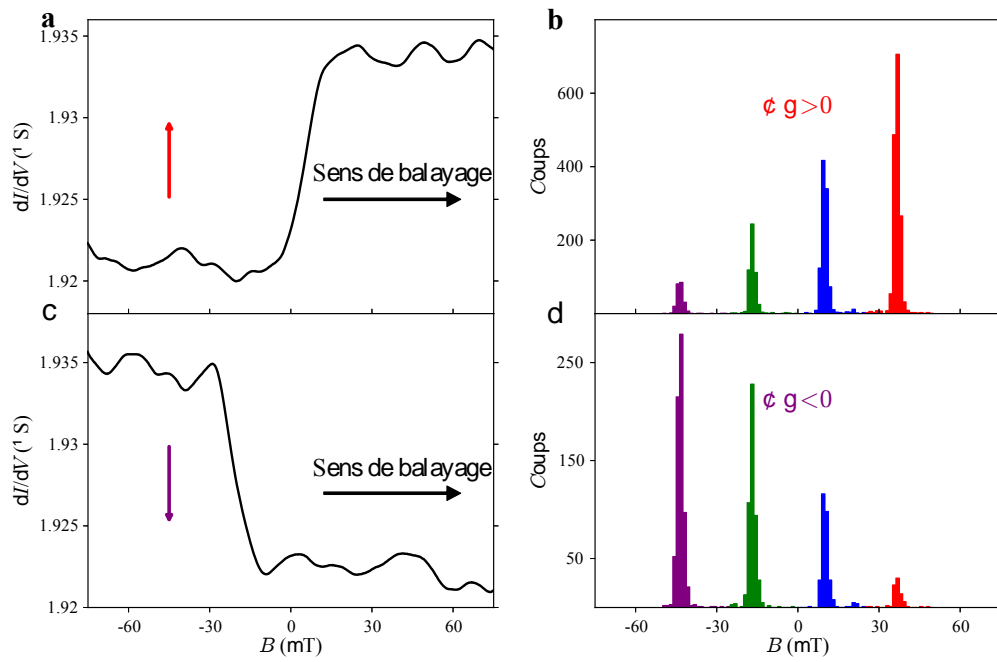 a
1.935
1.93
1.925
1.92
dI/dV (¹ S)
Sens de balayage
b
600
400
200
Coups
¢ g>0
c
1.935
1.93
1.925
1.92
dI/dV (¹ S)
Sens de balayage
-60 -30 0 30 60
B (mT)
d
250
150
50
Coups
¢ g<0
-60 -30 0 30 60
B (mT)